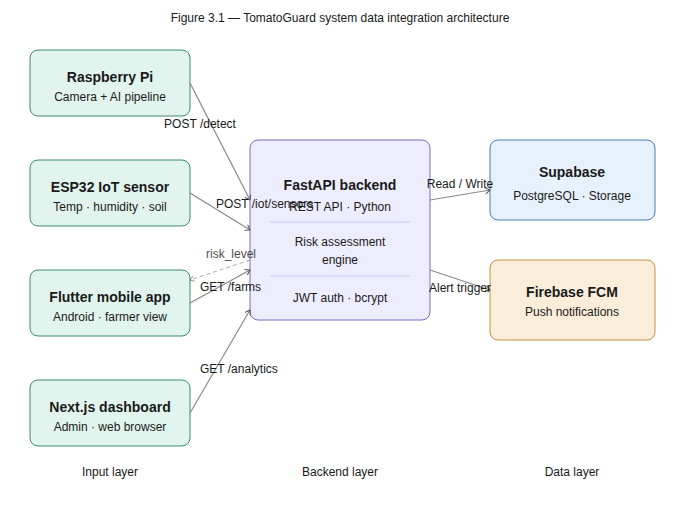 Figure 3.1 — TomatoGuard system data integration architecture
Raspberry Pi
Camera + AI pipeline
POST /detect
ESP32 IoT sensor
Temp · humidity · soil
POST /iot/sensors
risk_level
Flutter mobile app
Android · farmer view
GET /farms
Next.js dashboard
Admin · web browser
GET /analytics
FastAPI backend
REST API · Python
Risk assessment
engine
JWT auth · bcrypt
Read / Write
Supabase
PostgreSQL · Storage
Alert trigger
Firebase FCM
Push notifications
Input layer
Backend layer
Data layer